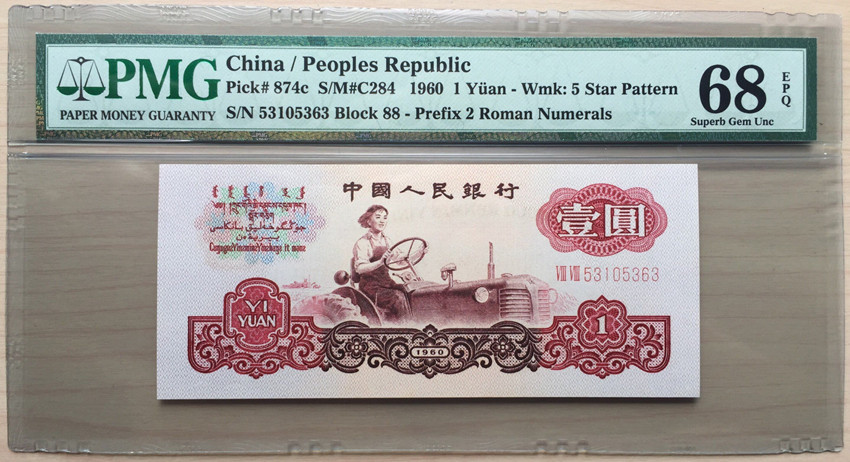 PMG
PAPER MONEY GUARANTY
China / Peoples Republic
Pick# 874c S/M#C284 1960 1 Yüan - Wmk: 5 Star Pattern
S/N 53105363 Block 88 - Prefix 2 Roman Numerals
68
Superb Gem Unc
EPQ
中國人民銀行
壹圓
VIII VIII 53105363
YI
YUAN
1
1960